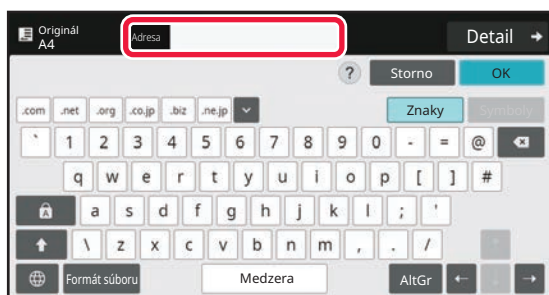 Originál
A4
Adresa
Detail
? Storno OK
.com .net .org .co.jp .biz .ne.jp Znaky Symboly
` 1 2 3 4 5 6 7 8 9 0 - = @
q w e r t y u i o p [ ] #
a s d f g h j k l ; '
\ z x c v b n m , . /
Formát súboru Medzera AltGr